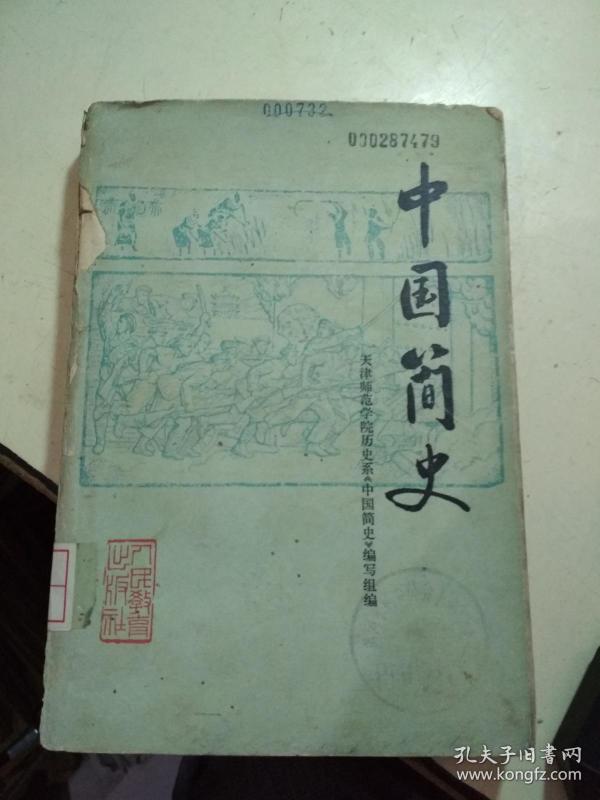 000732
000287479
中国简史
天津师范学院历史系《中国简史》编写组编
人民教育
出版社
孔夫子旧书网
www.kongfz.com